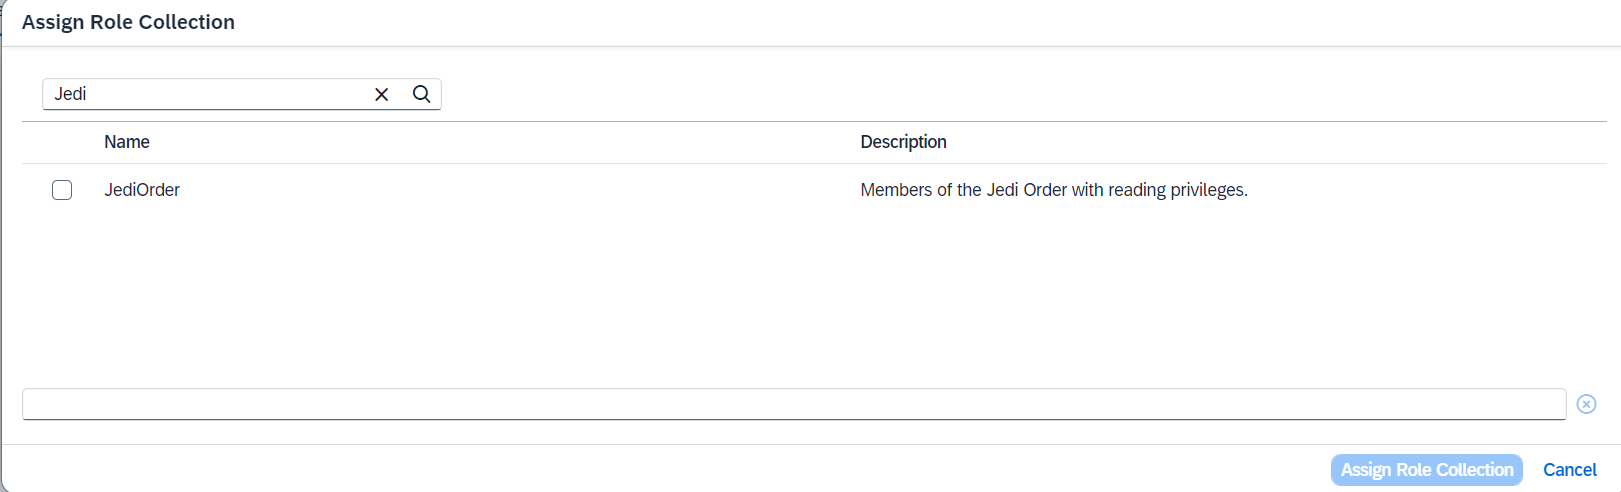 Assign Role Collection
Jedi
Name Description
JediOrder Members of the Jedi Order with reading privileges.
Assign Role Collection Cancel